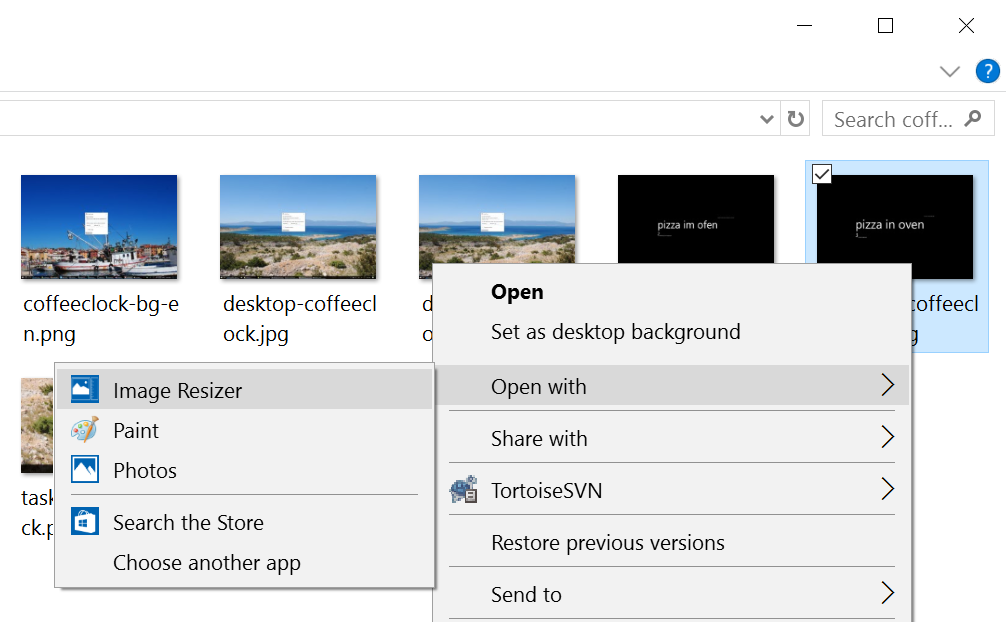 ?
Search coff...
pizza im ofen
pizza in oven
coffeeclock-bg-e
n.png
desktop-coffeecl
ock.jpg
d
o
coffeecl
g
Open
Set as desktop background
Open with
Share with
TortoiseSVN
Restore previous versions
Send to
Image Resizer
Paint
Photos
Search the Store
Choose another app
task
ck.p